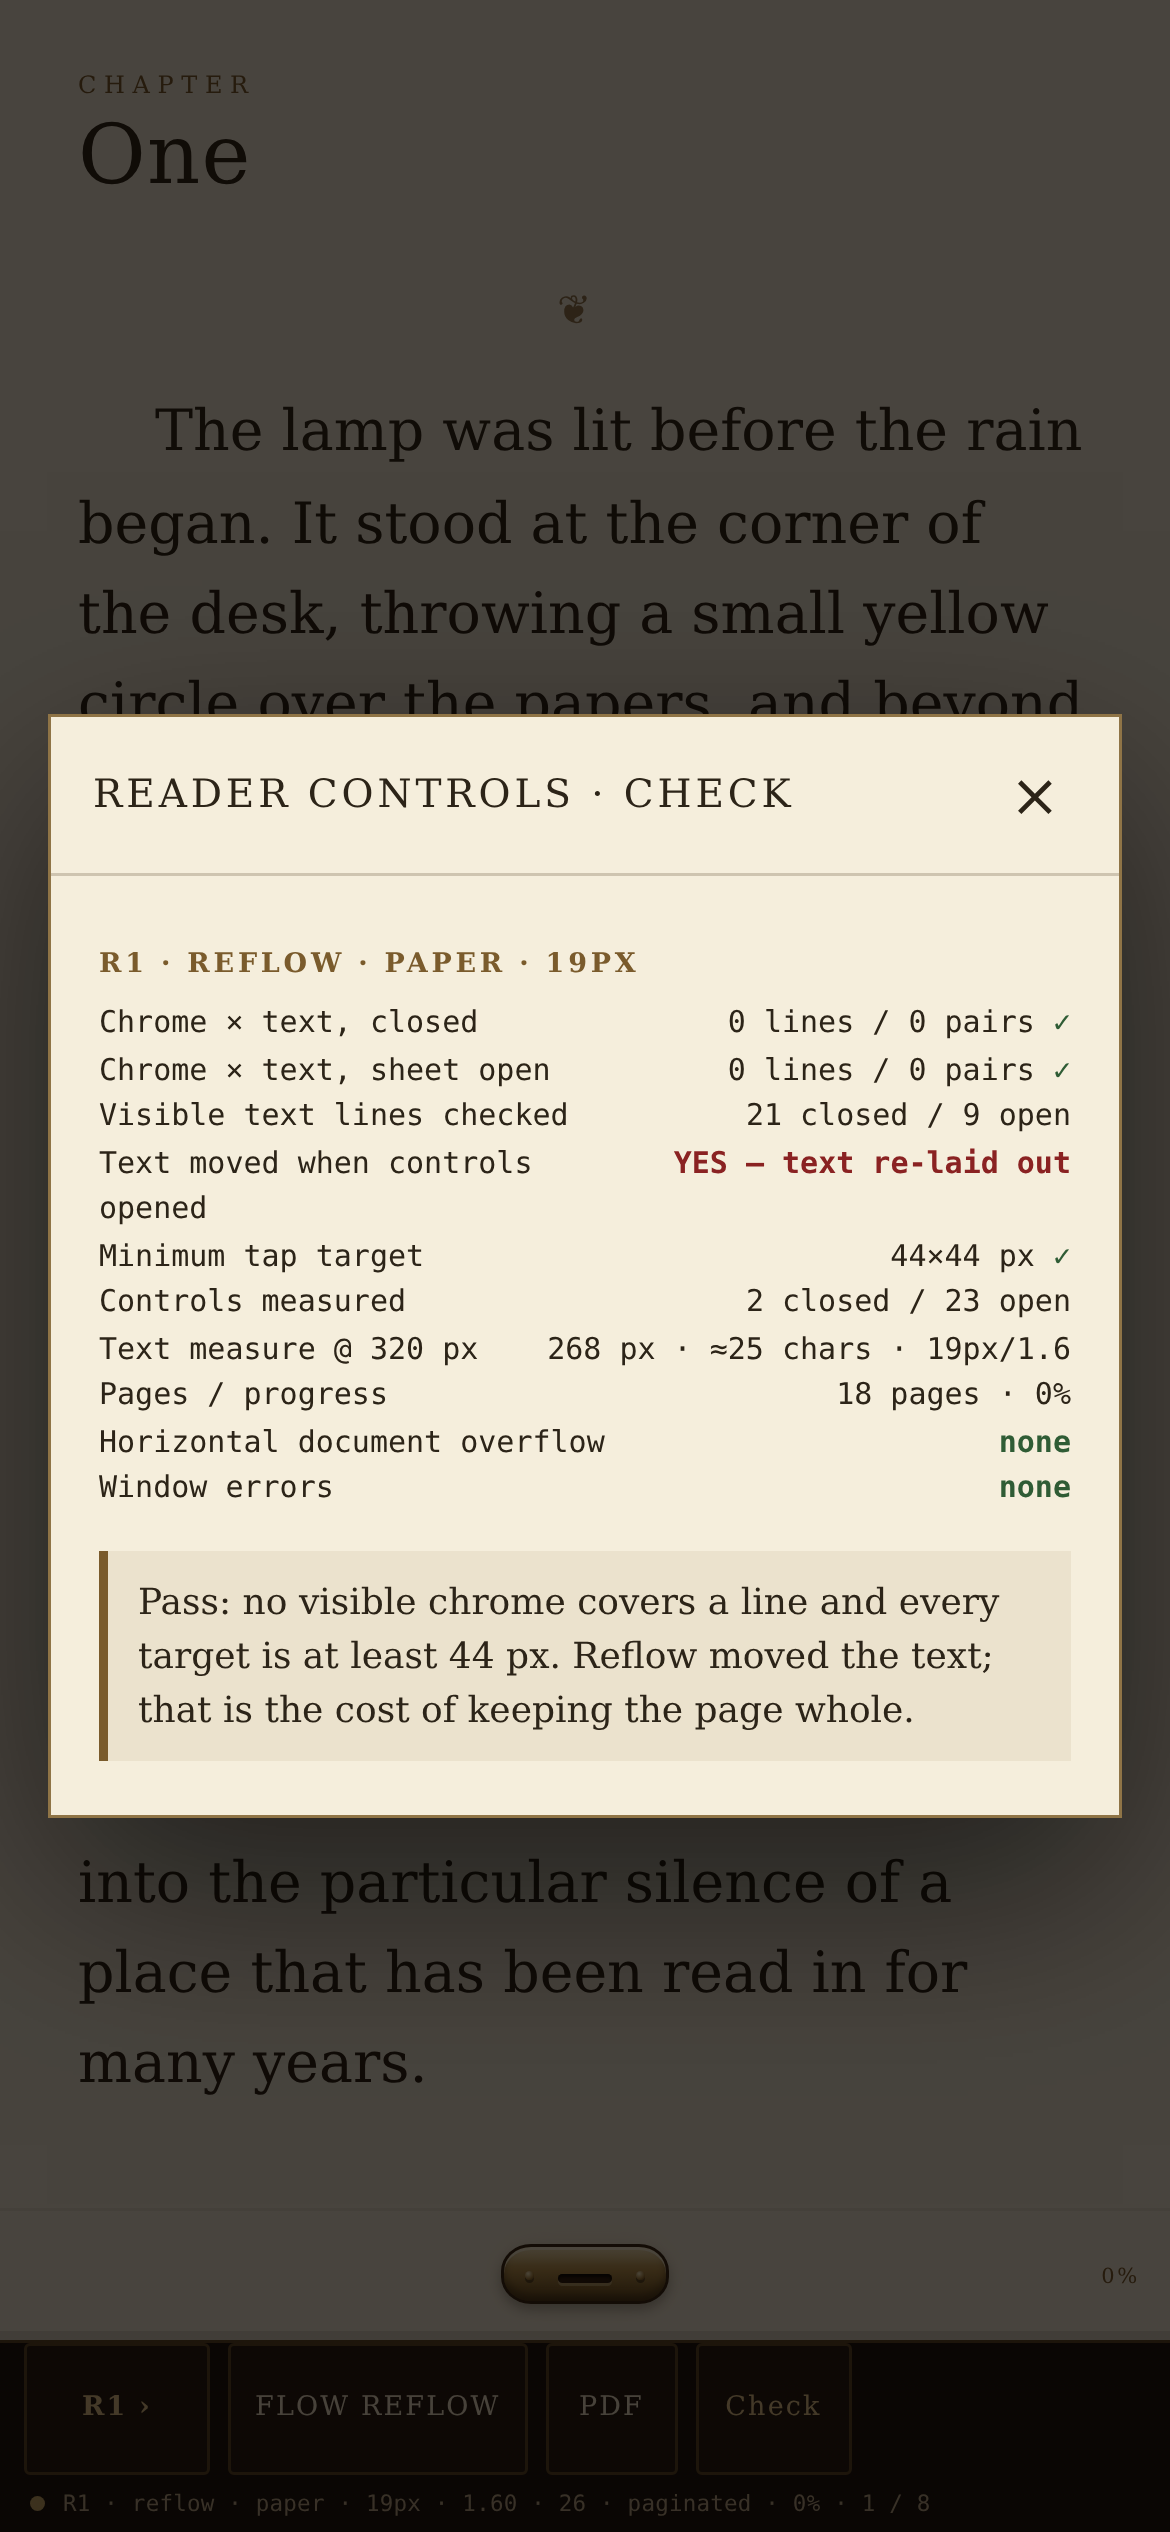 CHAPTER
One
❦
The lamp was lit before the rain
began. It stood at the corner of
the desk, throwing a small yellow
circle over the papers, and beyond
READER CONTROLS · CHECK ×
R1 · REFLOW · PAPER · 19PX
Chrome × text, closed 0 lines / 0 pairs ✓
Chrome × text, sheet open 0 lines / 0 pairs ✓
Visible text lines checked 21 closed / 9 open
Text moved when controls YES — text re-laid out
opened
Minimum tap target 44×44 px ✓
Controls measured 2 closed / 23 open
Text measure @ 320 px 268 px · ≈25 chars · 19px/1.6
Pages / progress 18 pages · 0%
Horizontal document overflow none
Window errors none
Pass: no visible chrome covers a line and every
target is at least 44 px. Reflow moved the text;
that is the cost of keeping the page whole.
into the particular silence of a
place that has been read in for
many years.
0%
R1 › FLOW REFLOW PDF Check
● R1 · reflow · paper · 19px · 1.60 · 26 · paginated · 0% · 1 / 8